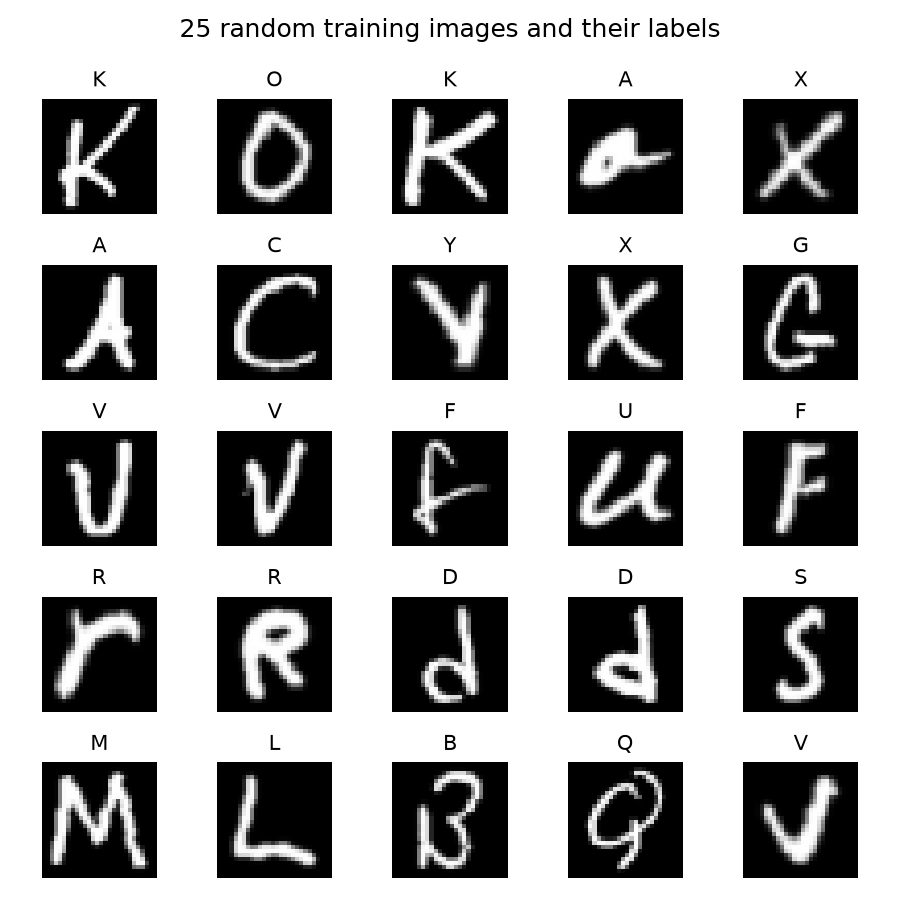 25 random training images and their labels
K O K A X
K O K a X
A C Y X G
A C Y X G
V V F U F
U V f u F
R R D D S
r R d d S
M L B Q V
M L B Q V